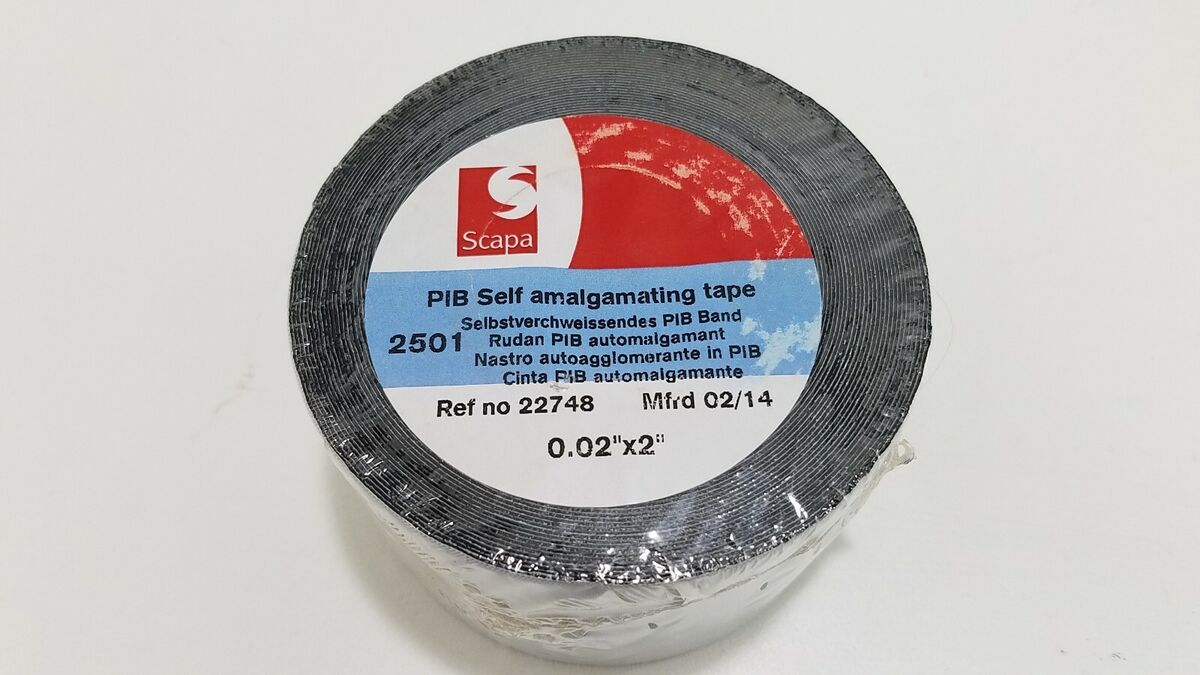 Scapa
PIB Self amalgamating tape
2501
Selbstverchweissendes PIB Band
Rudan PIB automalgamant
Nastro autoagglomerante in PIB
Cinta PIB automalgamante
Ref no 22748 Mfrd 02/14
0.02"x2"